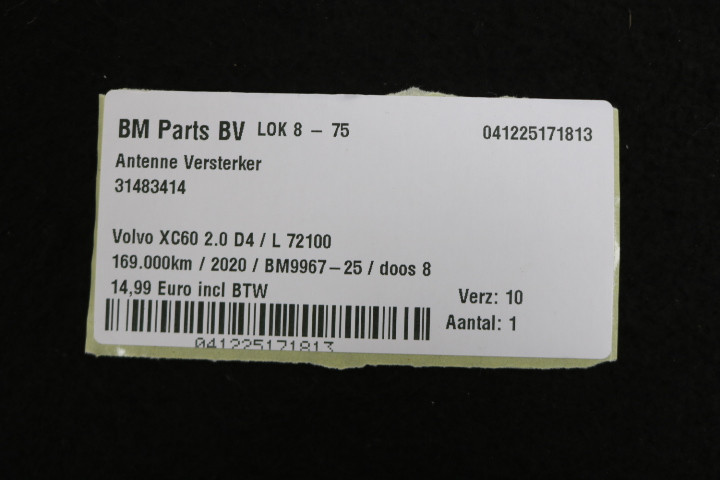 BM Parts BV LOK 8 - 75 041225171813
Antenne Versterker
31483414
Volvo XC60 2.0 D4 / L 72100
169.000km / 2020 / BM9967-25 / doos 8
14,99 Euro incl BTW
Verz: 10
Aantal: 1
041225171813